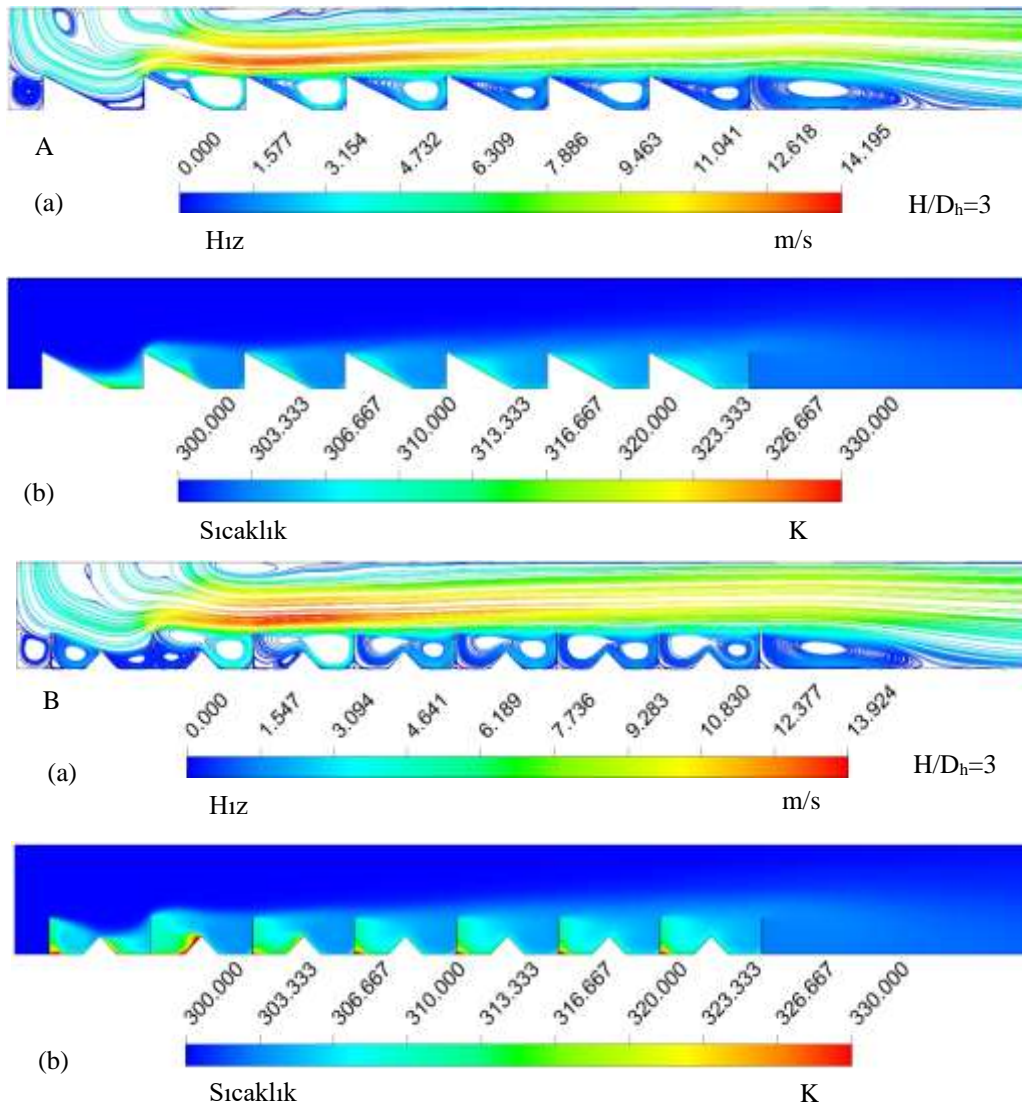 A
0.000 1.577 3.154 4.732 6.309 7.886 9.463 11.041 12.618 14.195
(a) H/Dₕ=3
Hız m/s
300.000 303.333 306.667 310.000 313.333 316.667 320.000 323.333 326.667 330.000
(b)
Sıcaklık K
B
0.000 1.547 3.094 4.641 6.189 7.736 9.283 10.830 12.377 13.924
(a) H/Dₕ=3
Hız m/s
300.000 303.333 306.667 310.000 313.333 316.667 320.000 323.333 326.667 330.000
(b)
Sıcaklık K